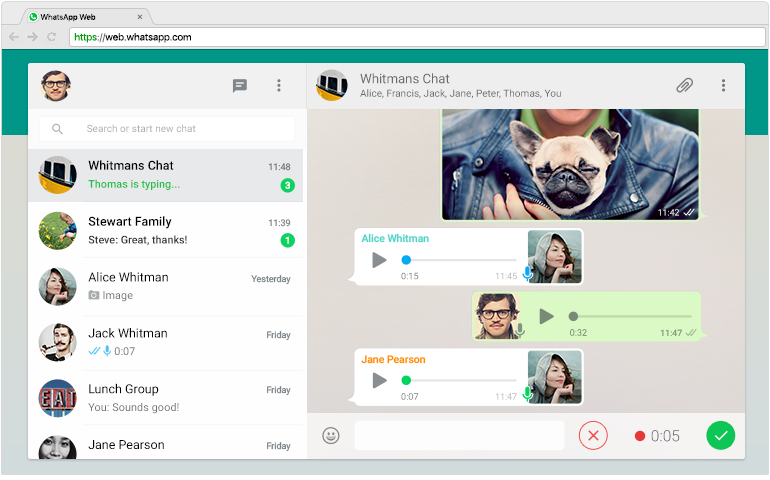 WhatsApp Web
https://web.whatsapp.com
Search or start new chat
Whitmans Chat
11:48
Thomas is typing...
3
Stewart Family
11:39
Steve: Great, thanks!
1
Alice Whitman
Yesterday
Image
Jack Whitman
Friday
0:07
Lunch Group
Friday
You: Sounds good!
EAT
Jane Pearson
Friday
Whitmans Chat
Alice, Francis, Jack, Jane, Peter, Thomas, You
11:42
Alice Whitman
0:15
11:45
0:32
11:47
Jane Pearson
0:07
11:47
0:05